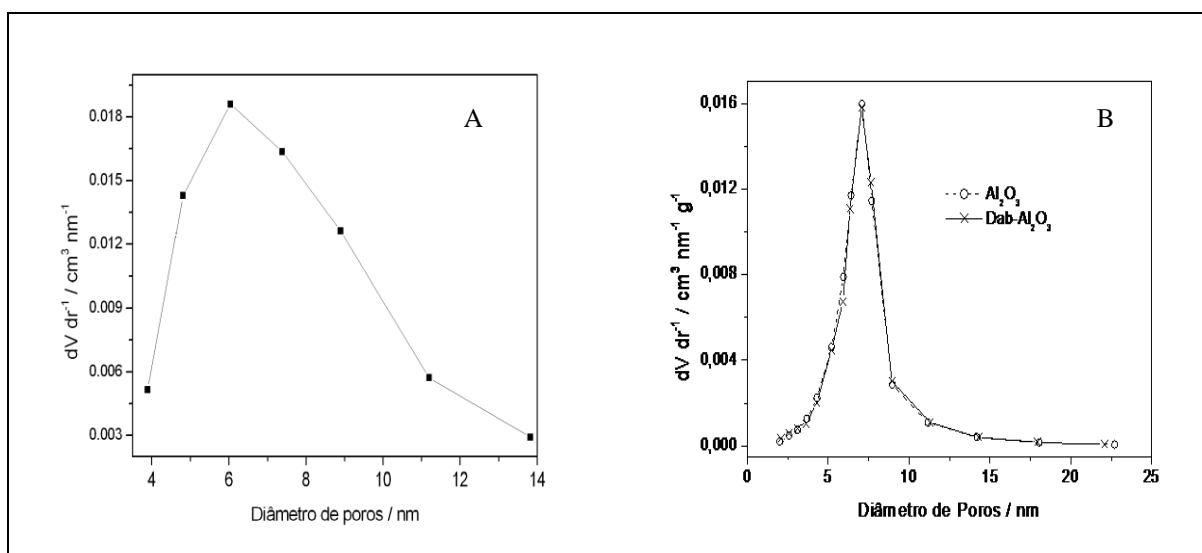 A
0.018
0.015
0.012
0.009
0.006
0.003
dV dr⁻¹ / cm³ nm⁻¹
4 6 8 10 12 14
Diâmetro de poros / nm
B
0,016
0,012
0,008
0,004
0,000
dV dr⁻¹ / cm³ nm⁻¹ g⁻¹
Al₂O₃
Dab-Al₂O₃
0 5 10 15 20 25
Diâmetro de Poros / nm